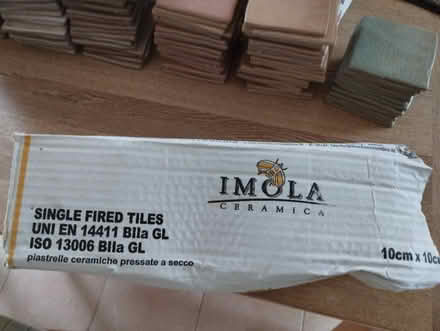 IMOLA
CERAMICA
SINGLE FIRED TILES
UNI EN 14411 BIIa GL
ISO 13006 BIIa GL
piastrelle ceramiche pressate a secco
10cm x 10c